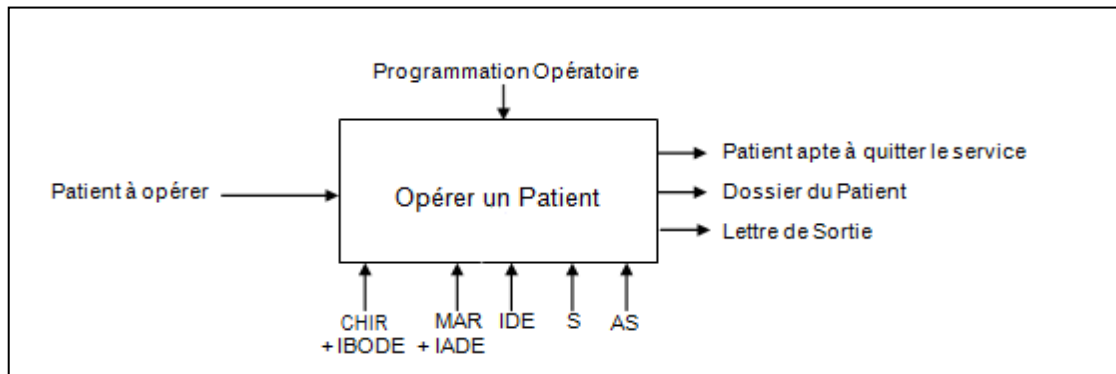 Programmation Opératoire
Patient à opérer
Opérer un Patient
Patient apte à quitter le service
Dossier du Patient
Lettre de Sortie
CHIR
+ IBODE
MAR
+ IADE
IDE
S
AS